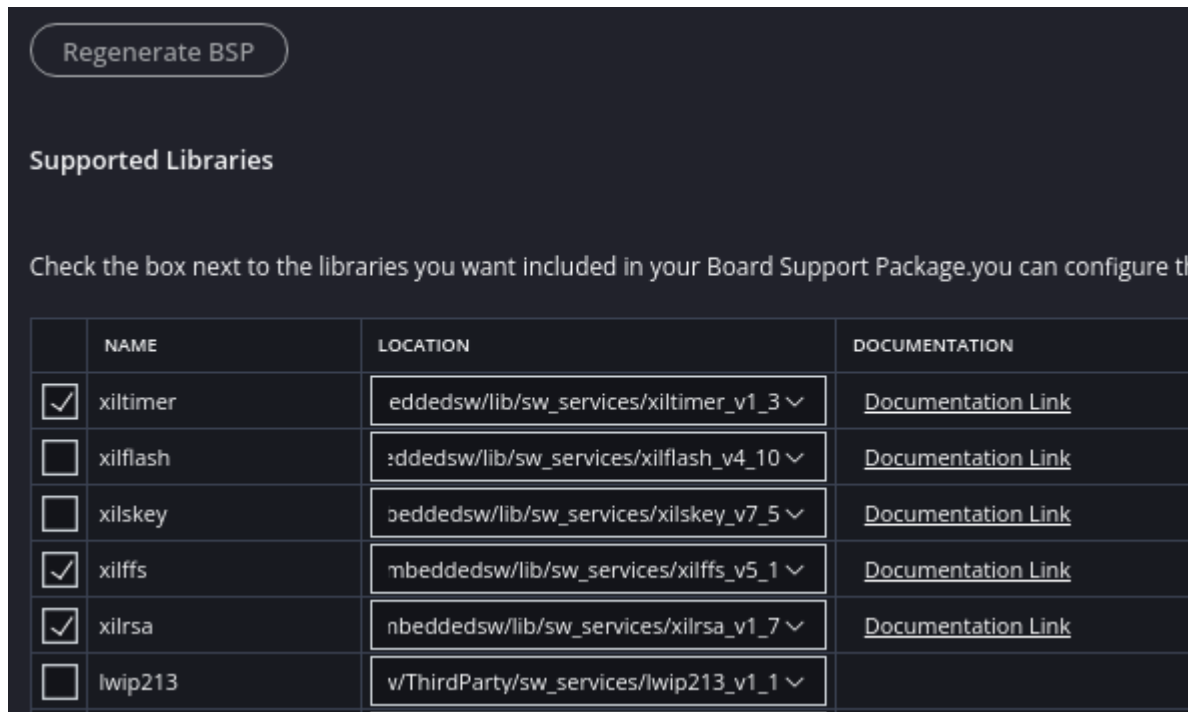 Regenerate BSP
Supported Libraries
Check the box next to the libraries you want included in your Board Support Package.you can configure th
NAME LOCATION DOCUMENTATION
xiltimer eddedsw/lib/sw_services/xiltimer_v1_3 Documentation Link
xilflash eddedsw/lib/sw_services/xilflash_v4_10 Documentation Link
xilskey beddedsw/lib/sw_services/xilskey_v7_5 Documentation Link
xilffs mbeddedsw/lib/sw_services/xilffs_v5_1 Documentation Link
xilrsa mbeddedsw/lib/sw_services/xilrsa_v1_7 Documentation Link
lwip213 w/ThirdParty/sw_services/lwip213_v1_1